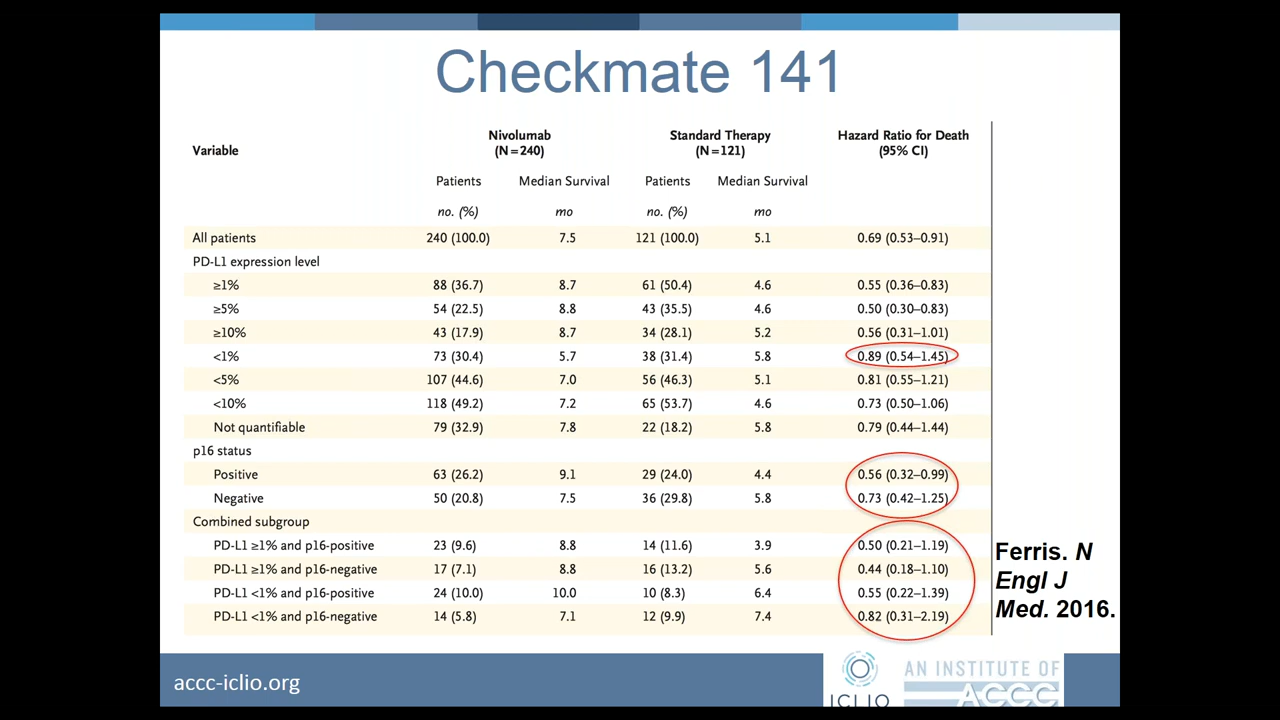 Checkmate 141
Variable Nivolumab (N=240) Standard Therapy (N=121) Hazard Ratio for Death (95% CI)
Patients Median Survival Patients Median Survival
no. (%) mo no. (%) mo
All patients 240 (100.0) 7.5 121 (100.0) 5.1 0.69 (0.53–0.91)
PD-L1 expression level
≥1% 88 (36.7) 8.7 61 (50.4) 4.6 0.55 (0.36–0.83)
≥5% 54 (22.5) 8.8 43 (35.5) 4.6 0.50 (0.30–0.83)
≥10% 43 (17.9) 8.7 34 (28.1) 5.2 0.56 (0.31–1.01)
<1% 73 (30.4) 5.7 38 (31.4) 5.8 0.89 (0.54–1.45)
<5% 107 (44.6) 7.0 56 (46.3) 5.1 0.81 (0.55–1.21)
<10% 118 (49.2) 7.2 65 (53.7) 4.6 0.73 (0.50–1.06)
Not quantifiable 79 (32.9) 7.8 22 (18.2) 5.8 0.79 (0.44–1.44)
p16 status
Positive 63 (26.2) 9.1 29 (24.0) 4.4 0.56 (0.32–0.99)
Negative 50 (20.8) 7.5 36 (29.8) 5.8 0.73 (0.42–1.25)
Combined subgroup
PD-L1 ≥1% and p16-positive 23 (9.6) 8.8 14 (11.6) 3.9 0.50 (0.21–1.19)
PD-L1 ≥1% and p16-negative 17 (7.1) 8.8 16 (13.2) 5.6 0.44 (0.18–1.10)
PD-L1 <1% and p16-positive 24 (10.0) 10.0 10 (8.3) 6.4 0.55 (0.22–1.39)
PD-L1 <1% and p16-negative 14 (5.8) 7.1 12 (9.9) 7.4 0.82 (0.31–2.19)
Ferris. N
Engl J
Med. 2016.
accc-iclio.org
ICLIO
AN INSTITUTE OF
ACCC